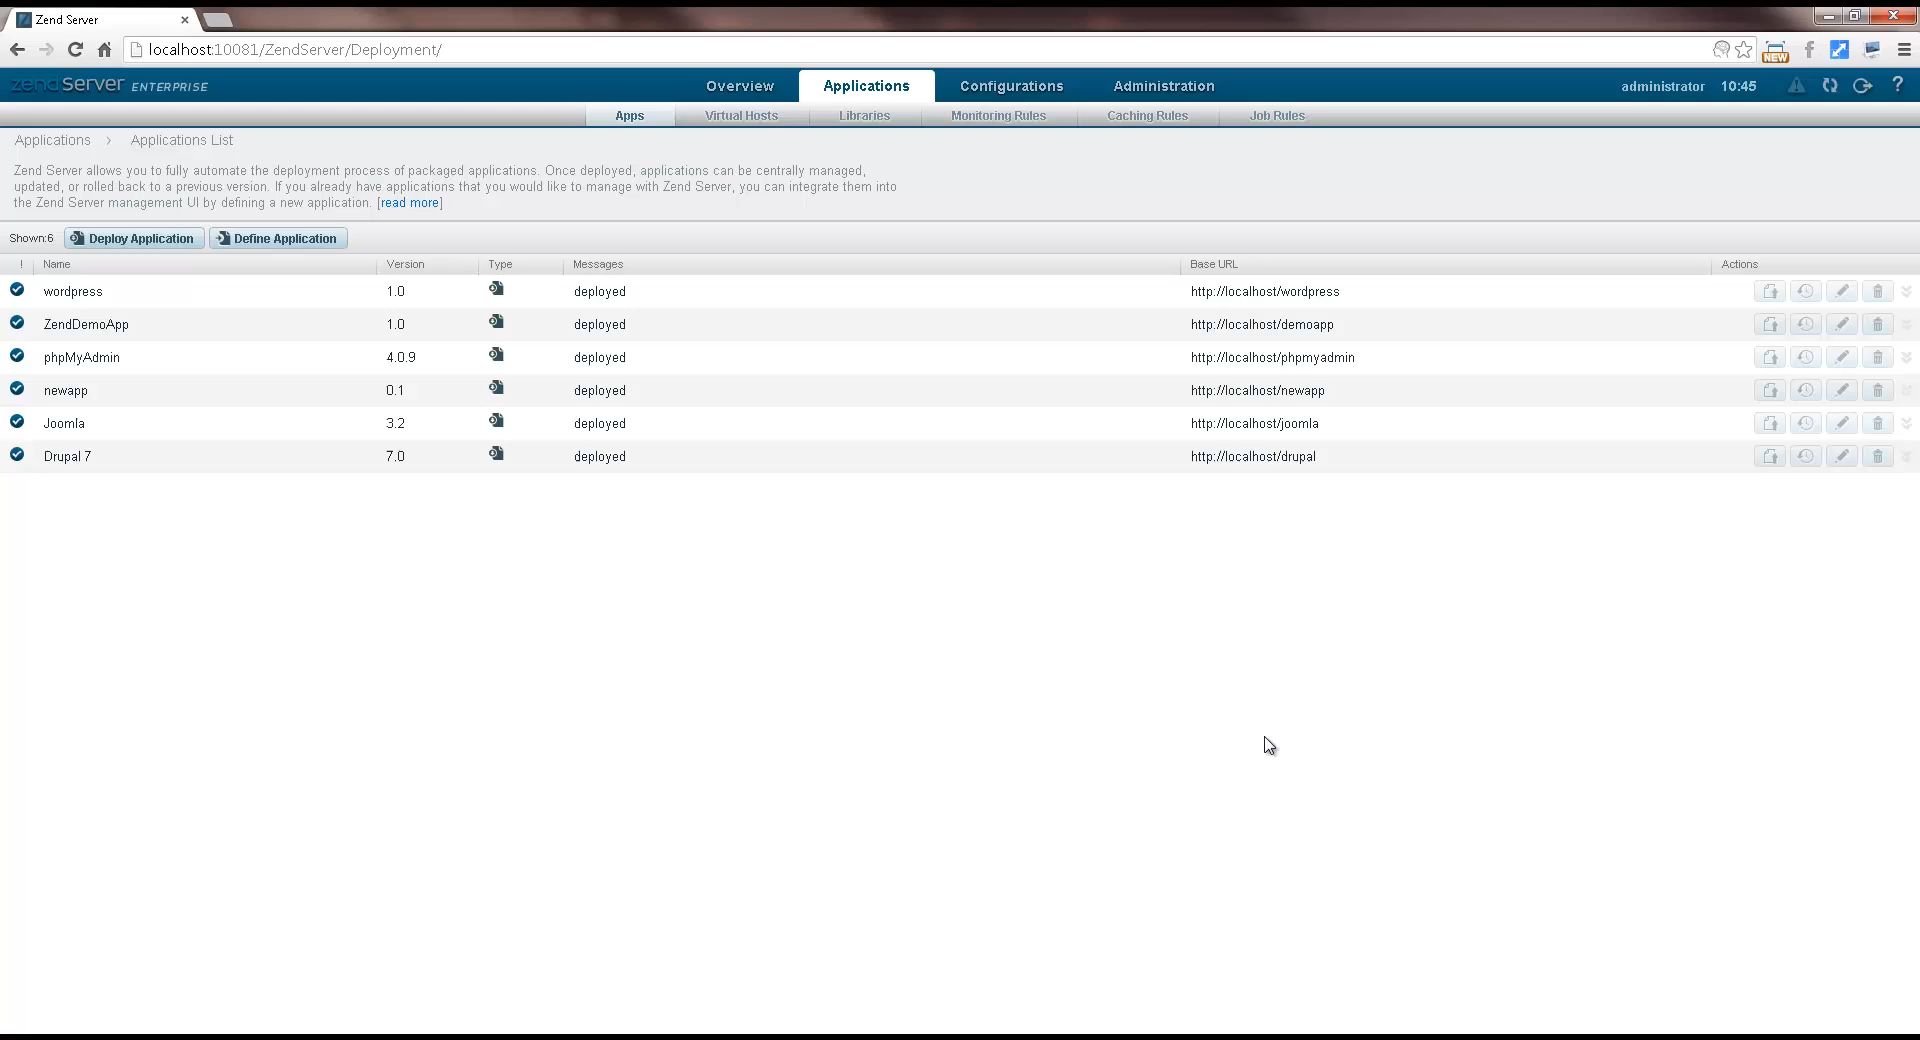 Zend Server
localhost:10081/ZendServer/Deployment/
NEW
zendServer ENTERPRISE
Overview Applications Configurations Administration
administrator 10:45 ?
Apps Virtual Hosts Libraries Monitoring Rules Caching Rules Job Rules
Applications > Applications List
Zend Server allows you to fully automate the deployment process of packaged applications. Once deployed, applications can be centrally managed,
updated, or rolled back to a previous version. If you already have applications that you would like to manage with Zend Server, you can integrate them into
the Zend Server management UI by defining a new application. [read more]
Shown:6 Deploy Application Define Application
! Name Version Type Messages Base URL Actions
wordpress 1.0 deployed http://localhost/wordpress
ZendDemoApp 1.0 deployed http://localhost/demoapp
phpMyAdmin 4.0.9 deployed http://localhost/phpmyadmin
newapp 0.1 deployed http://localhost/newapp
Joomla 3.2 deployed http://localhost/joomla
Drupal 7 7.0 deployed http://localhost/drupal